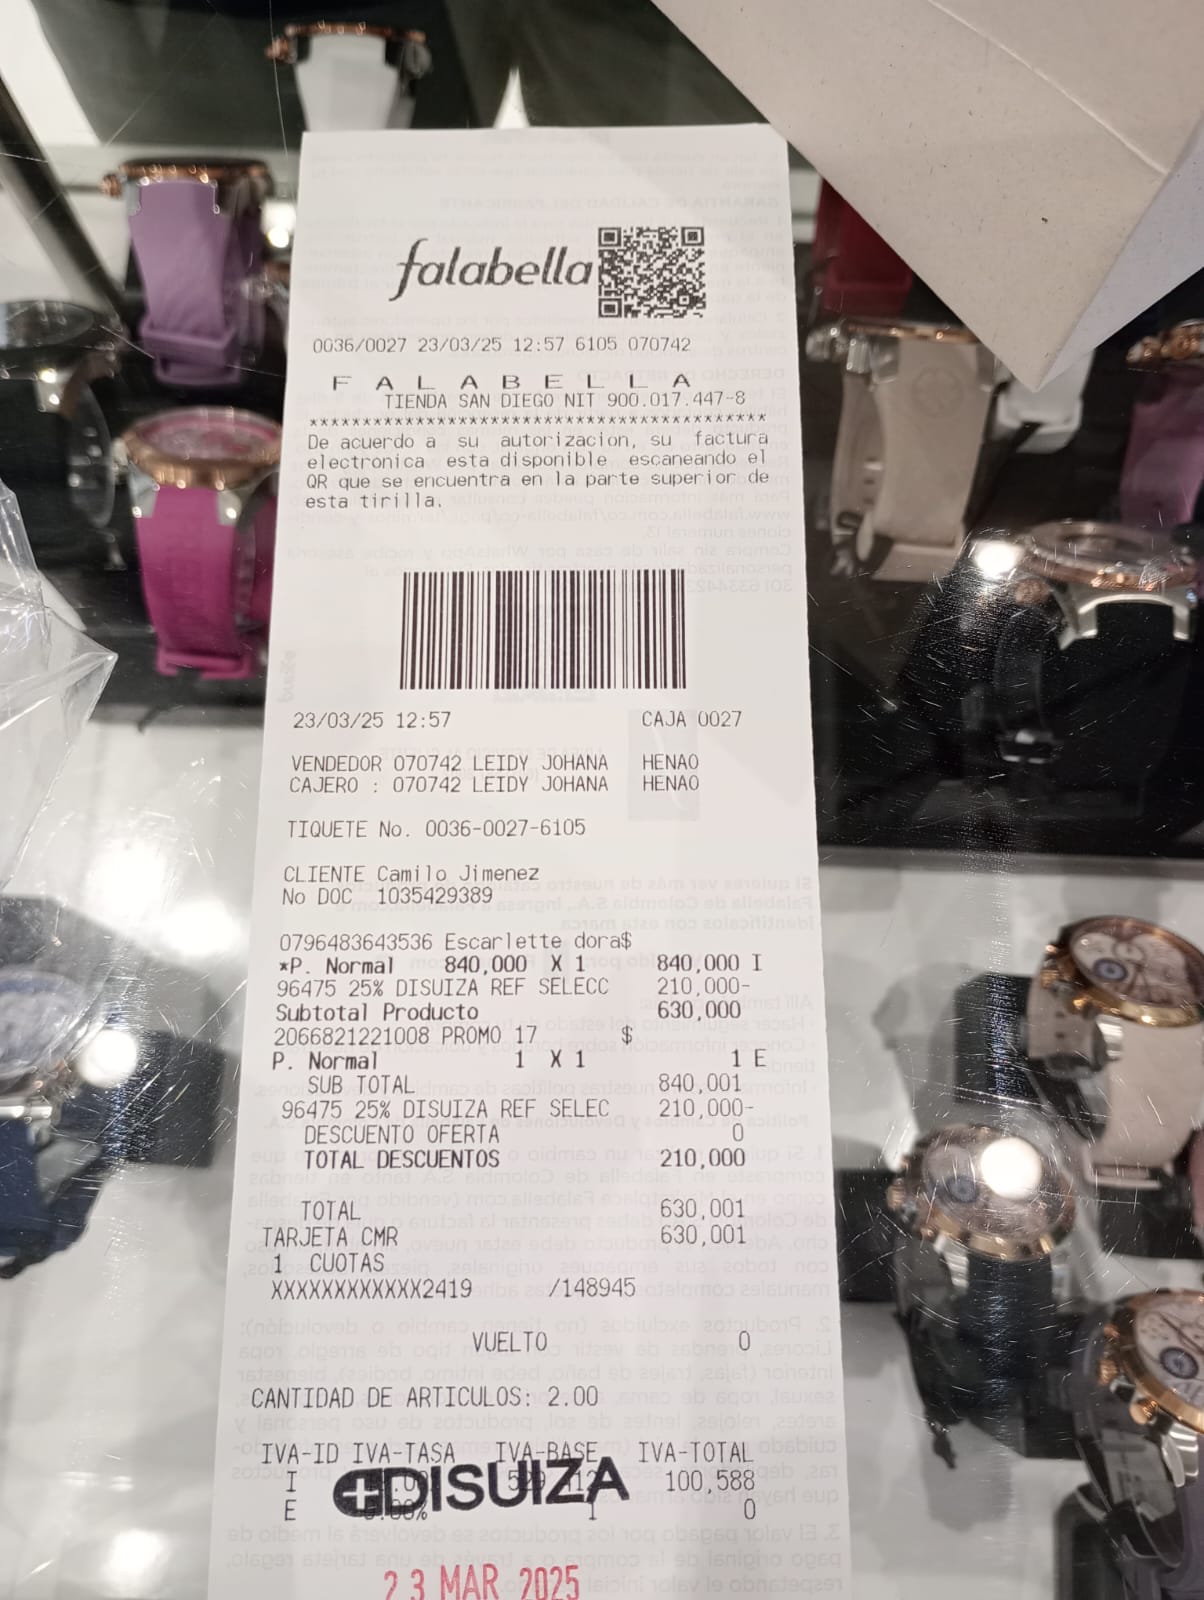 falabella
0036/0027 23/03/25 12:57 6105 070742
F A L A B E L L A
TIENDA SAN DIEGO NIT 900.017.447-8
*******************************************
De acuerdo a su autorizacion, su factura
electronica esta disponible escaneando el
QR que se encuentra en la parte superior de
esta tirilla.
23/03/25 12:57 CAJA 0027
VENDEDOR 070742 LEIDY JOHANA HENAO
CAJERO : 070742 LEIDY JOHANA HENAO
TIQUETE No. 0036-0027-6105
CLIENTE Camilo Jimenez
No DOC 1035429389
0796483643536 Escarlette dora$
*P. Normal 840,000 X 1 840,000 I
96475 25% DISUIZA REF SELECC 210,000-
Subtotal Producto 630,000
2066821221008 PROMO 17 $
P. Normal 1 X 1 1 E
SUB TOTAL 840,001
96475 25% DISUIZA REF SELEC 210,000-
DESCUENTO OFERTA 0
TOTAL DESCUENTOS 210,000
TOTAL 630,001
TARJETA CMR 630,001
1 CUOTAS
XXXXXXXXXXXX2419 /148945
VUELTO 0
CANTIDAD DE ARTICULOS: 2.00
IVA-ID IVA-TASA IVA-BASE IVA-TOTAL
I 100,588
DISUIZA
E 1 0
23 MAR 2025